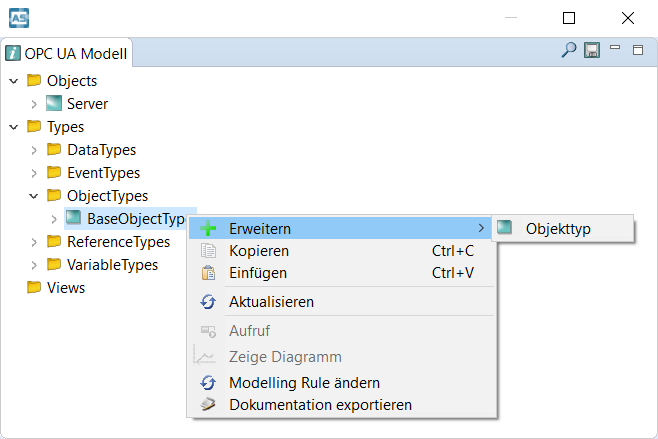 AS
OPC UA Modell
Objects
Server
Types
DataTypes
EventTypes
ObjectTypes
BaseObjectType
ReferenceTypes
VariableTypes
Views
Erweitern
Kopieren Ctrl+C
Einfügen Ctrl+V
Aktualisieren
Aufruf
Zeige Diagramm
Modelling Rule ändern
Dokumentation exportieren
Objekttyp